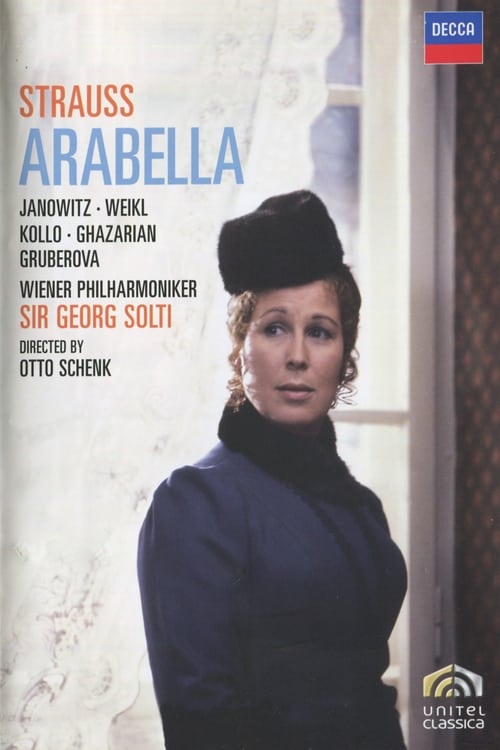 DECCA
STRAUSS
ARABELLA
JANOWITZ · WEIKL
KOLLO · GHAZARIAN
GRUBEROVA
WIENER PHILHARMONIKER
SIR GEORG SOLTI
DIRECTED BY
OTTO SCHENK
UNITEL
CLASSICA